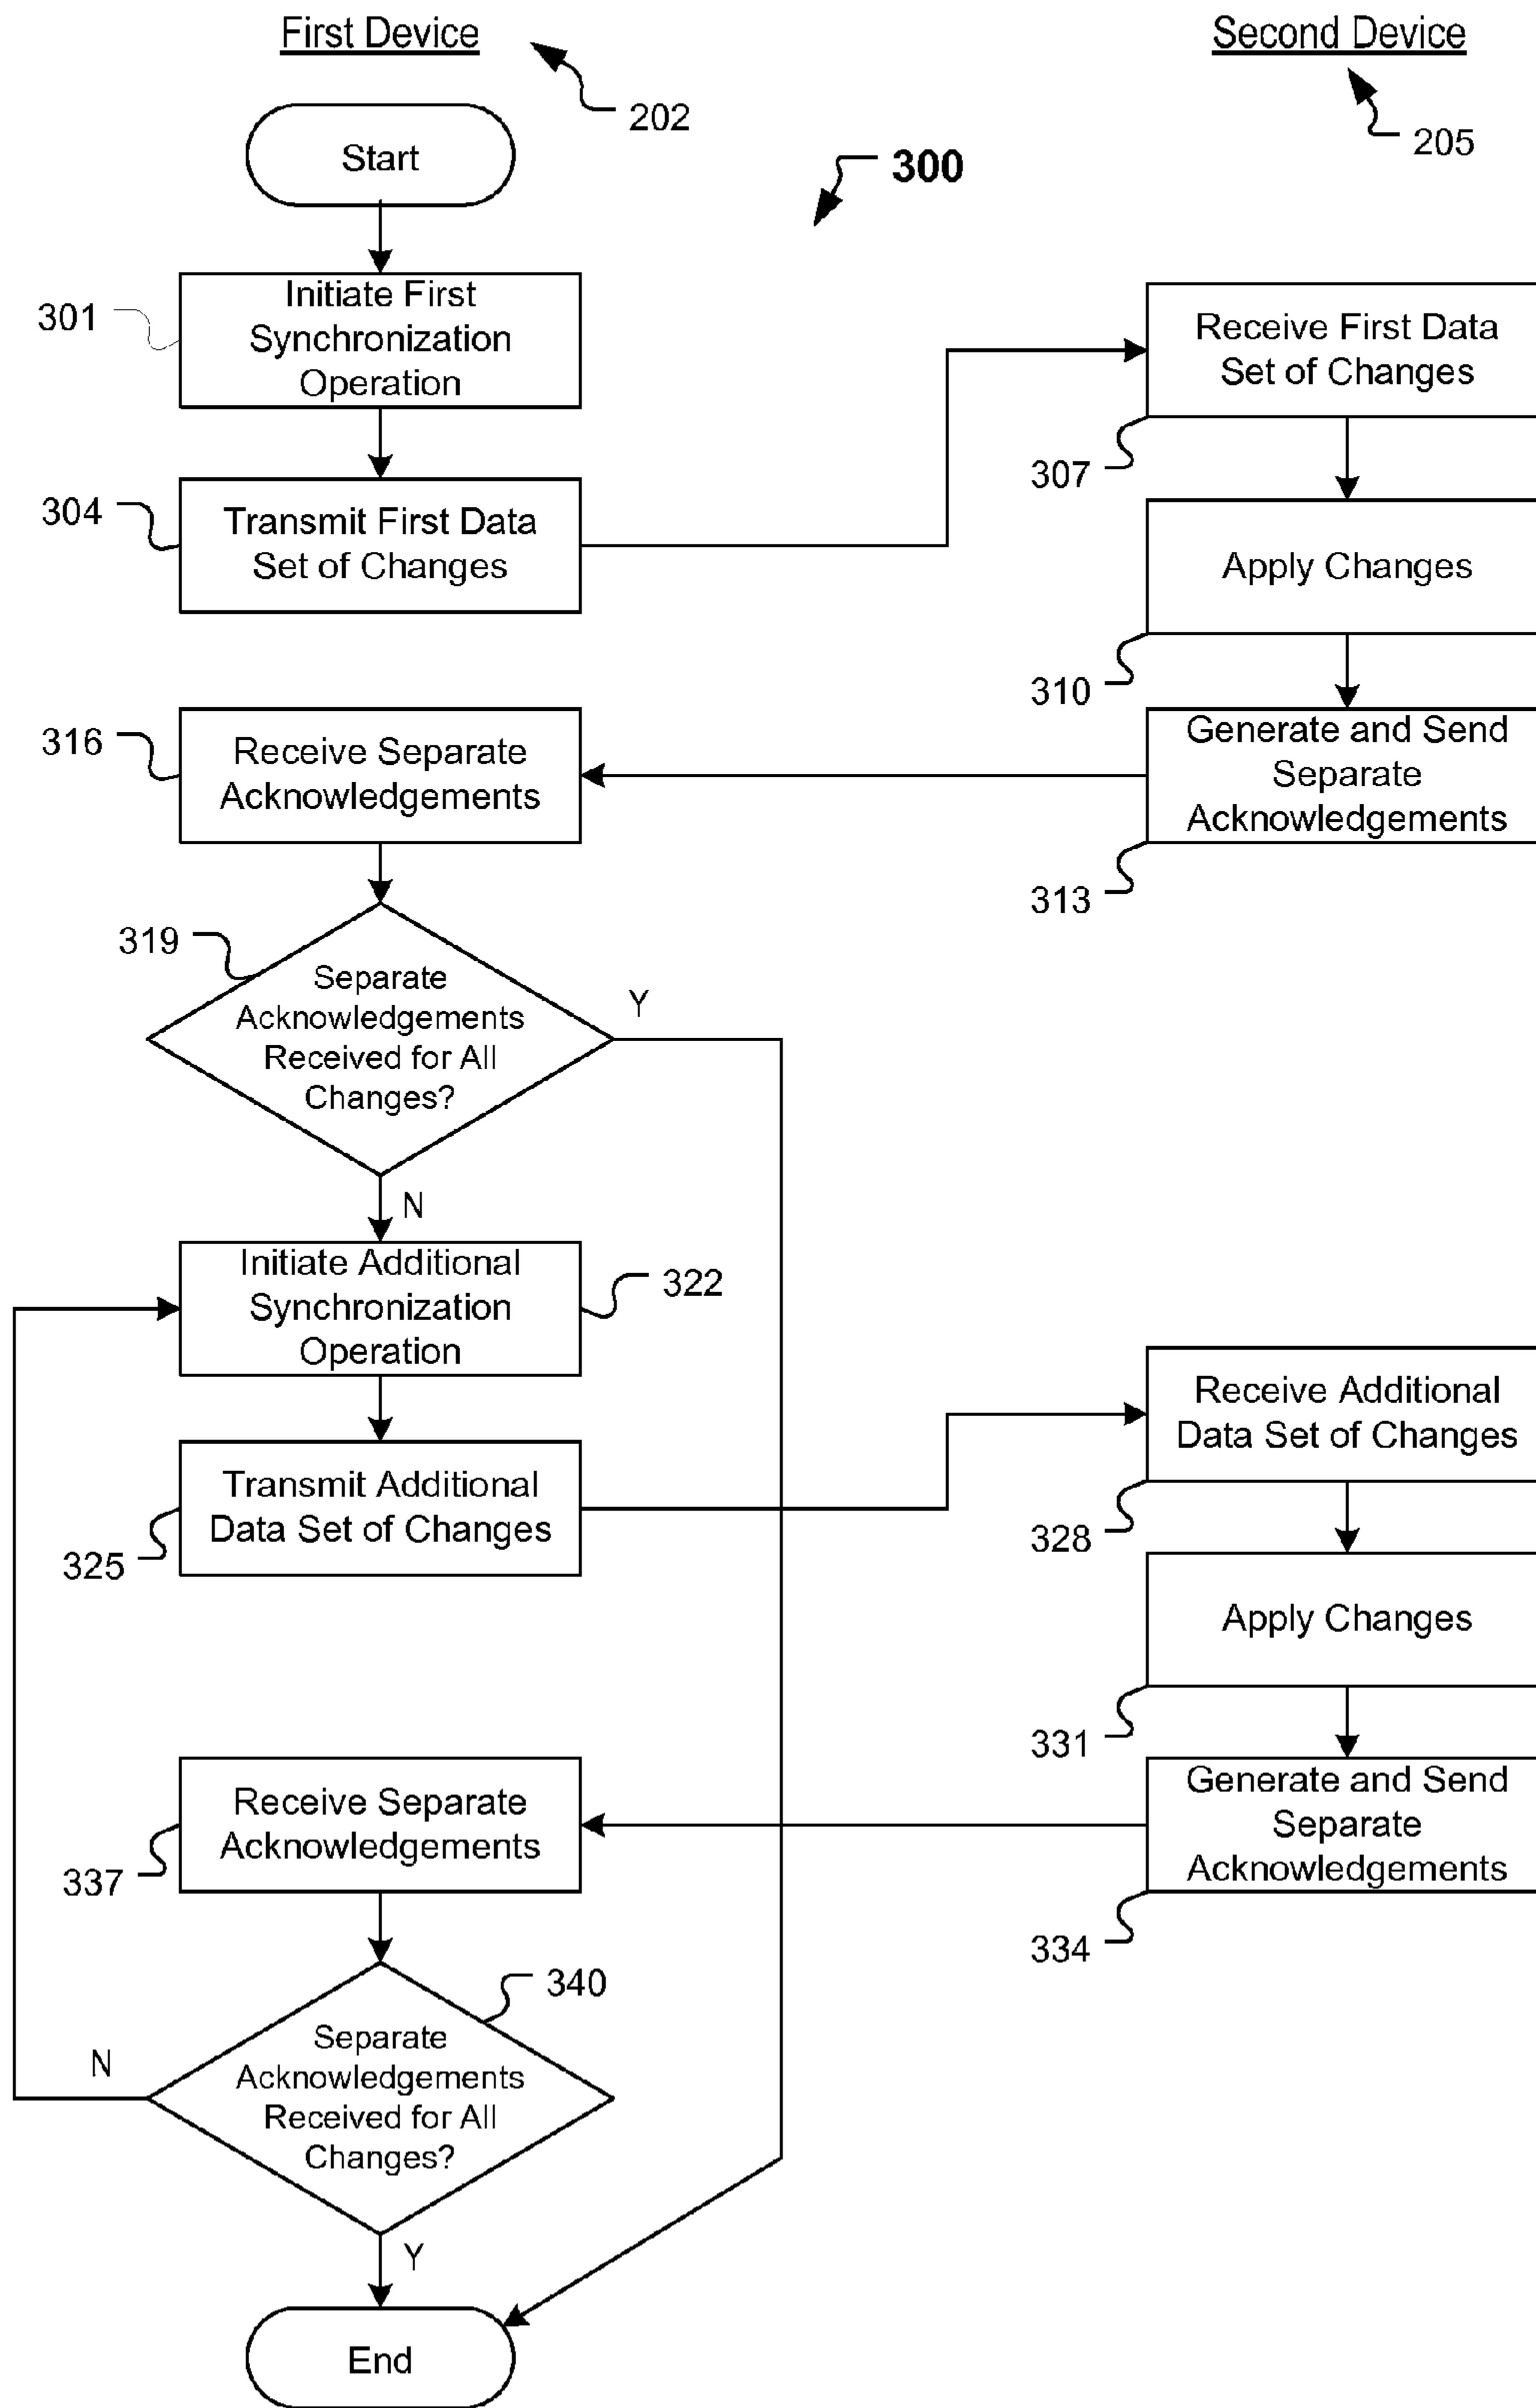 First Device
Second Device
202
205
Start
300
301
Initiate First
Synchronization
Operation
Receive First Data
Set of Changes
307
304
Transmit First Data
Set of Changes
Apply Changes
310
316
Receive Separate
Acknowledgements
Generate and Send
Separate
Acknowledgements
313
319
Separate
Acknowledgements
Received for All
Changes?
Y
N
Initiate Additional
Synchronization
Operation
322
Receive Additional
Data Set of Changes
328
Transmit Additional
Data Set of Changes
325
Apply Changes
331
Receive Separate
Acknowledgements
337
Generate and Send
Separate
Acknowledgements
334
340
Separate
Acknowledgements
Received for All
Changes?
N
Y
End